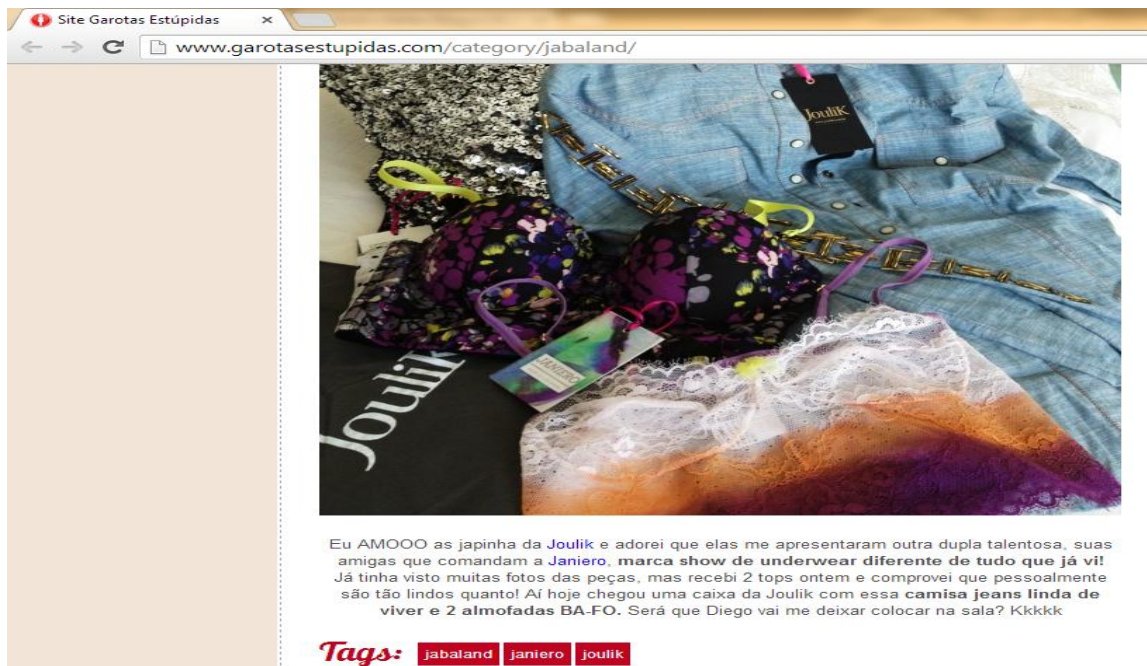 Site Garotas Estúpidas
www.garotasestupidas.com/category/jabaland/
JouliK
JANIERO
Joulik
Eu AMOOO as japinha da Joulik e adorei que elas me apresentaram outra dupla talentosa, suas
amigas que comandam a Janiero, marca show de underwear diferente de tudo que já vi!
Já tinha visto muitas fotos das peças, mas recebi 2 tops ontem e comprovei que pessoalmente
são tão lindos quanto! Aí hoje chegou uma caixa da Joulik com essa camisa jeans linda de
viver e 2 almofadas BA-FO. Será que Diego vai me deixar colocar na sala? Kkkkk
Tags: jabaland janiero joulik